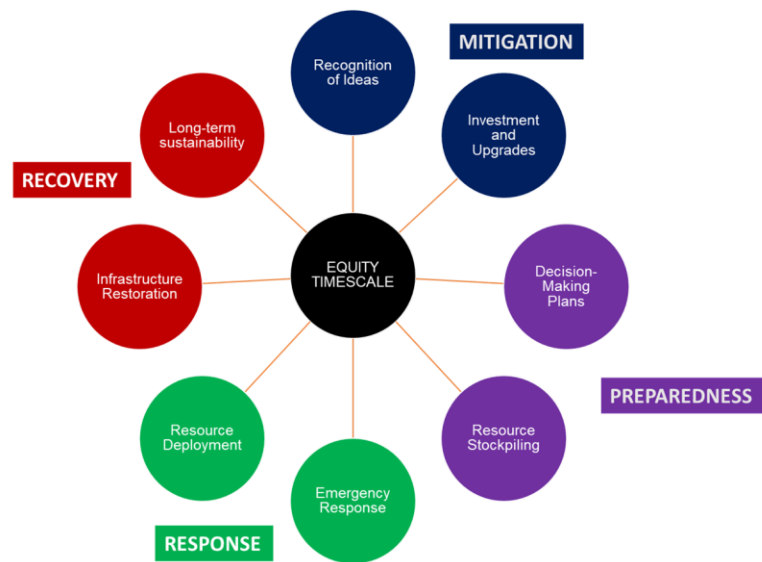 MITIGATION
Recognition
of Ideas
Investment
and
Upgrades
Long-term
sustainability
RECOVERY
EQUITY
TIMESCALE
Infrastructure
Restoration
Decision-
Making
Plans
PREPAREDNESS
Resource
Deployment
Resource
Stockpiling
Emergency
Response
RESPONSE